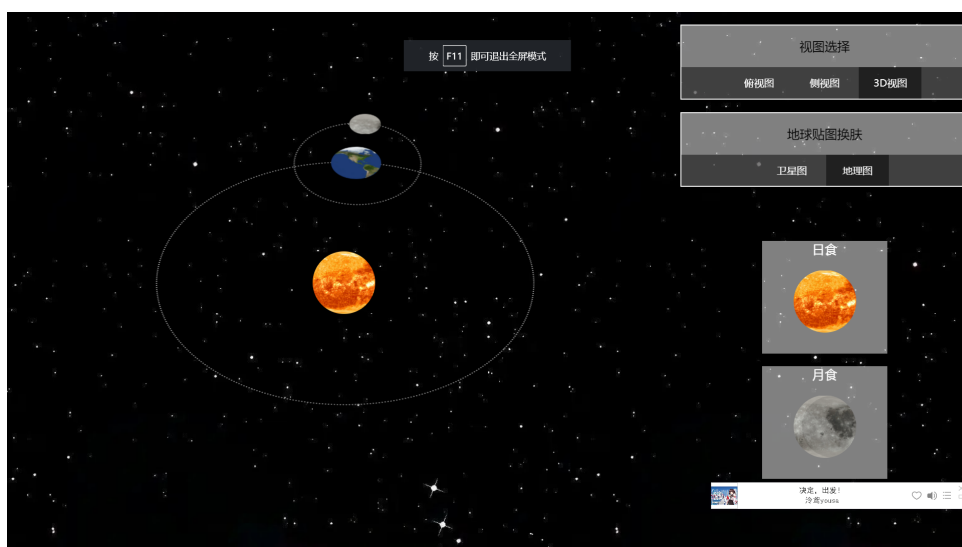 按 F11 即可退出全屏模式
视图选择
俯视图 侧视图 3D视图
地球贴图换肤
卫星图 地理图
日食
月食
决定，出发！
泠鸢yousa